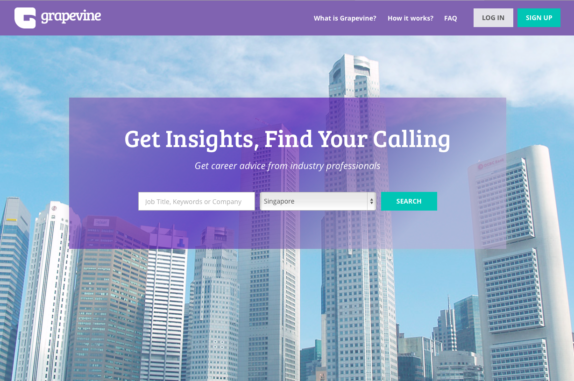 grapevine
What is Grapevine?
How it works?
FAQ
LOG IN
SIGN UP
Get Insights, Find Your Calling
Get career advice from industry professionals
Job Title, Keywords or Company
Singapore
SEARCH